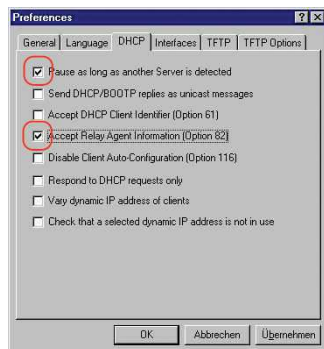 Preferences
General Language DHCP Interfaces TFTP TFTP Options
Pause as long as another Server is detected
Send DHCP/BOOTP replies as unicast messages
Accept DHCP Client Identifier (Option 61)
Accept Relay Agent Information (Option 82)
Disable Client Auto-Configuration (Option 116)
Respond to DHCP requests only
Vary dynamic IP address of clients
Check that a selected dynamic IP address is not in use
OK Abbrechen Übernehmen